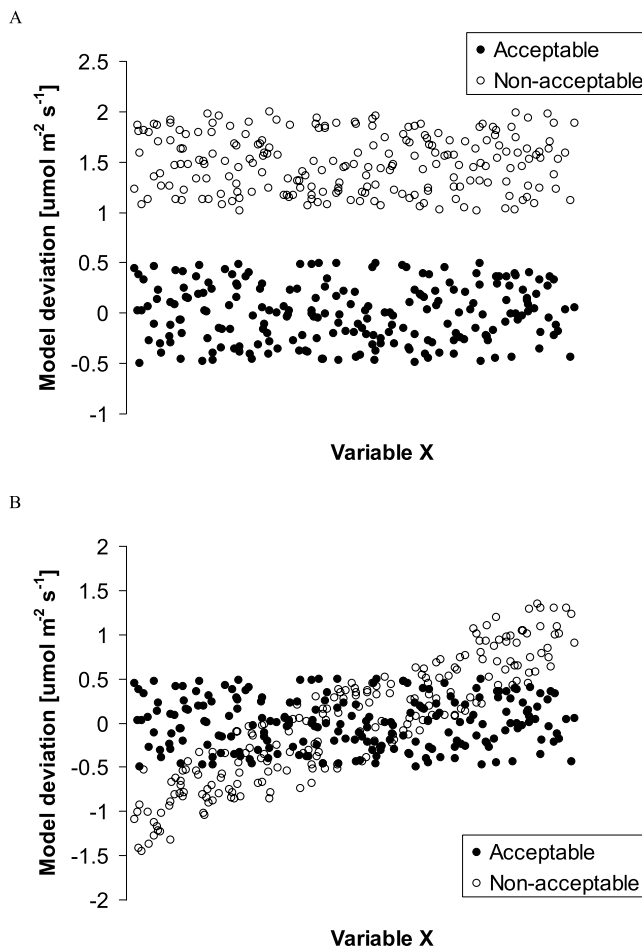 A
Acceptable
Non-acceptable
2.5
2
1.5
1
0.5
0
-0.5
-1
Model deviation [umol m⁻² s⁻¹]
Variable X
B
2
1.5
1
0.5
0
-0.5
-1
-1.5
-2
Model deviation [umol m⁻² s⁻¹]
Acceptable
Non-acceptable
Variable X